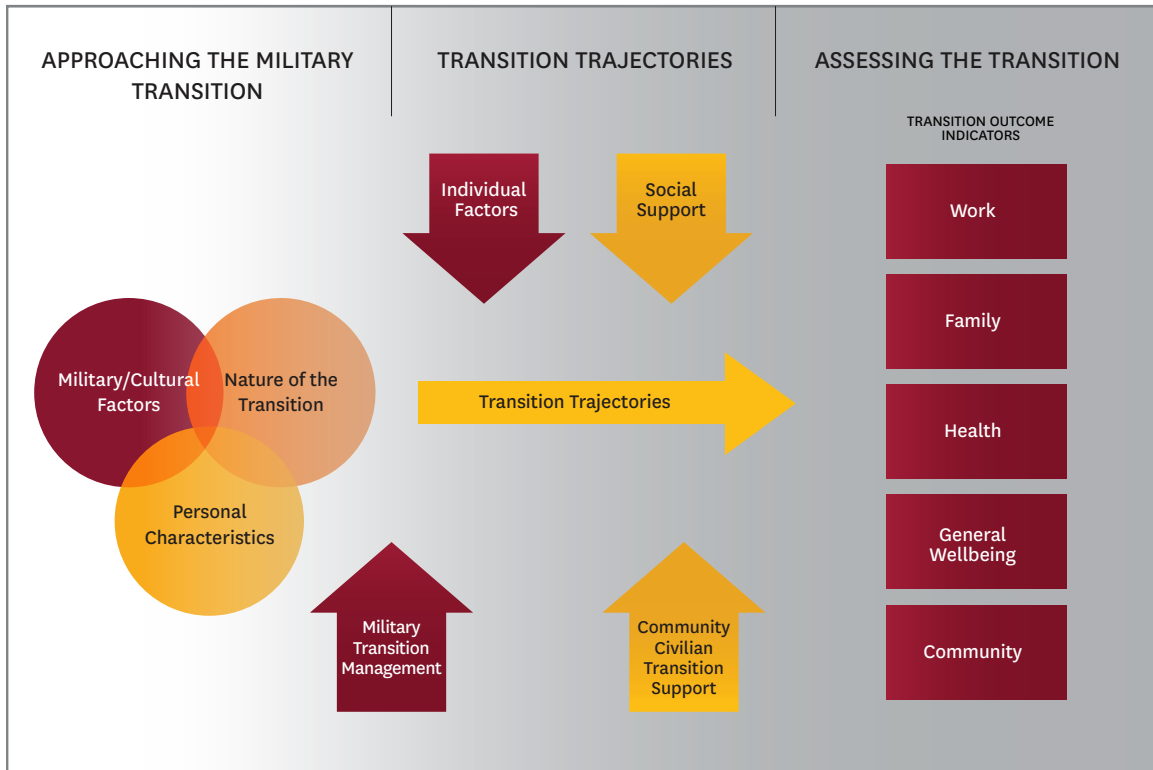 APPROACHING THE MILITARY
TRANSITION
TRANSITION TRAJECTORIES
ASSESSING THE TRANSITION
TRANSITION OUTCOME
INDICATORS
Individual
Factors
Social
Support
Work
Family
Military/Cultural
Factors
Nature of the
Transition
Transition Trajectories
Health
Personal
Characteristics
General
Wellbeing
Military
Transition
Management
Community
Civilian
Transition
Support
Community